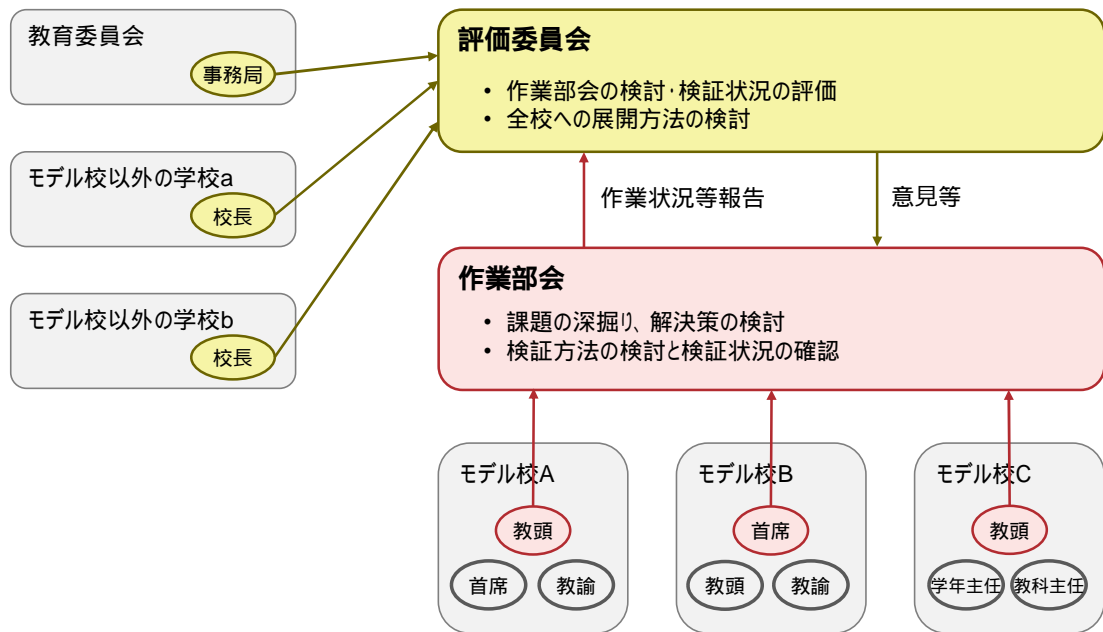 教育委員会
事務局
モデル校以外の学校a
校長
モデル校以外の学校b
校長
評価委員会
• 作業部会の検討・検証状況の評価
• 全校への展開方法の検討
作業状況等報告
意見等
作業部会
• 課題の深掘り、解決策の検討
• 検証方法の検討と検証状況の確認
モデル校A
教頭
首席
教諭
モデル校B
首席
教頭
教諭
モデル校C
教頭
学年主任
教科主任